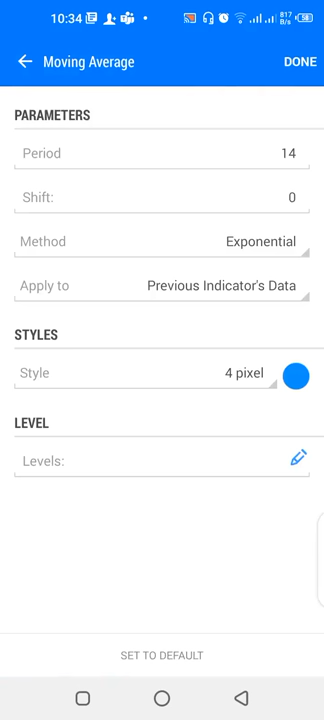 10:34
817
B/s
58
Moving Average
DONE
PARAMETERS
Period 14
Shift: 0
Method Exponential
Apply to Previous Indicator's Data
STYLES
Style 4 pixel
LEVEL
Levels:
SET TO DEFAULT